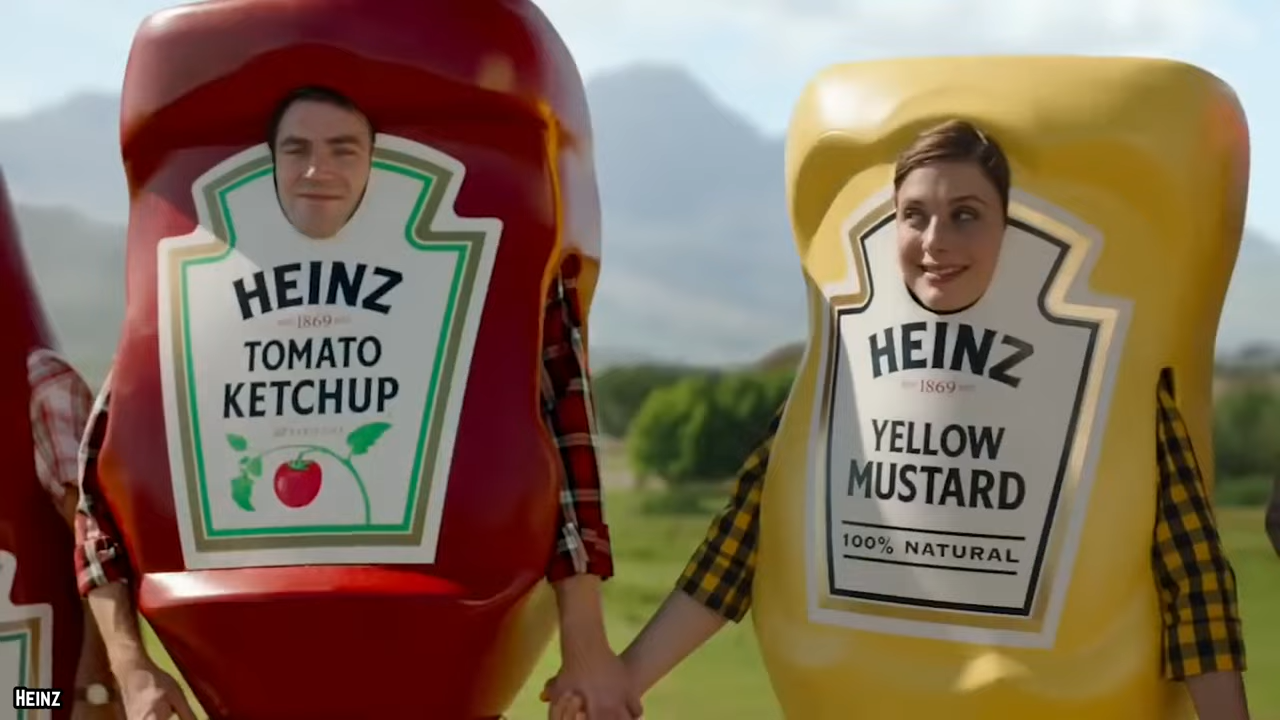 HEINZ
1869
TOMATO
KETCHUP
HEINZ
1869
YELLOW
MUSTARD
100% NATURAL
HEINZ